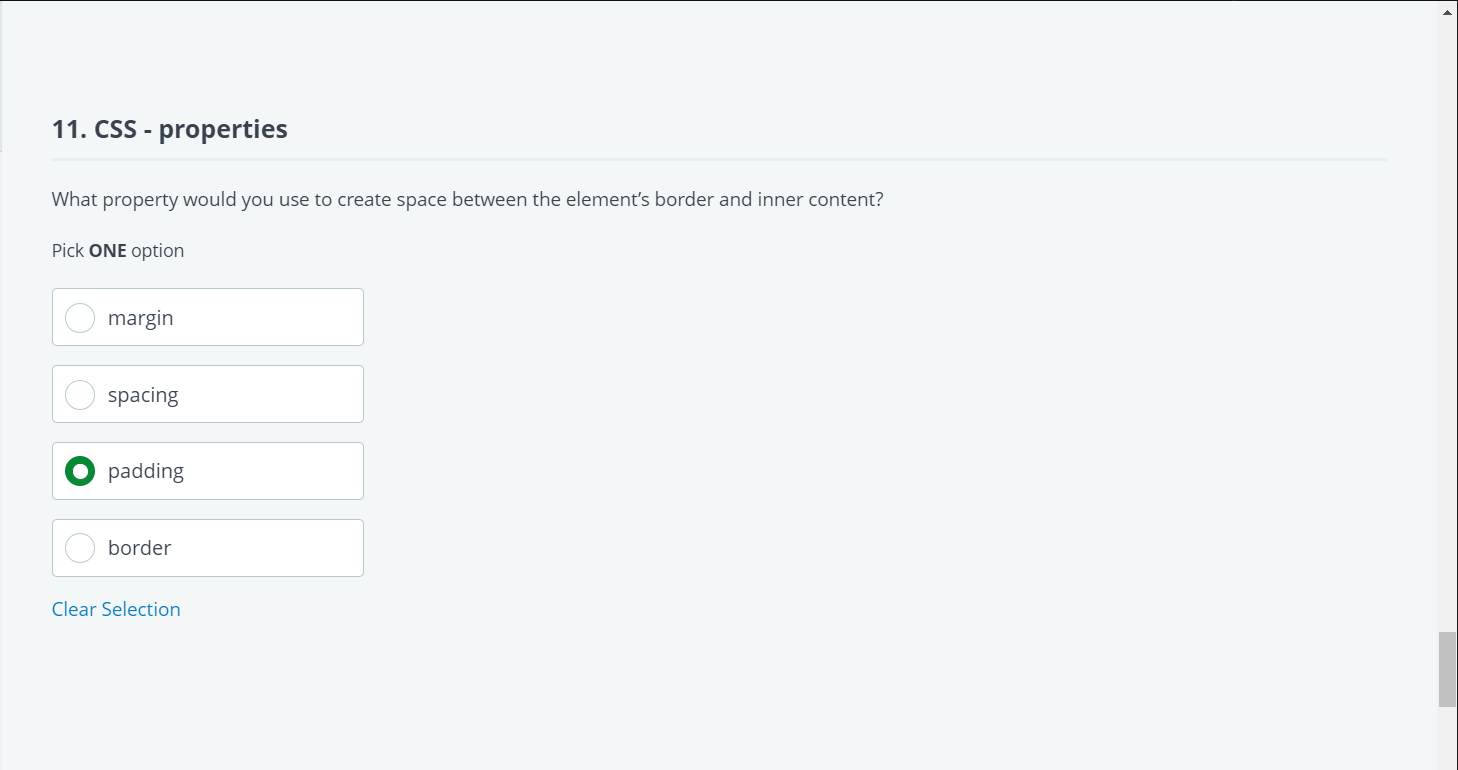 11. CSS - properties
What property would you use to create space between the element’s border and inner content?
Pick ONE option
margin
spacing
padding
border
Clear Selection